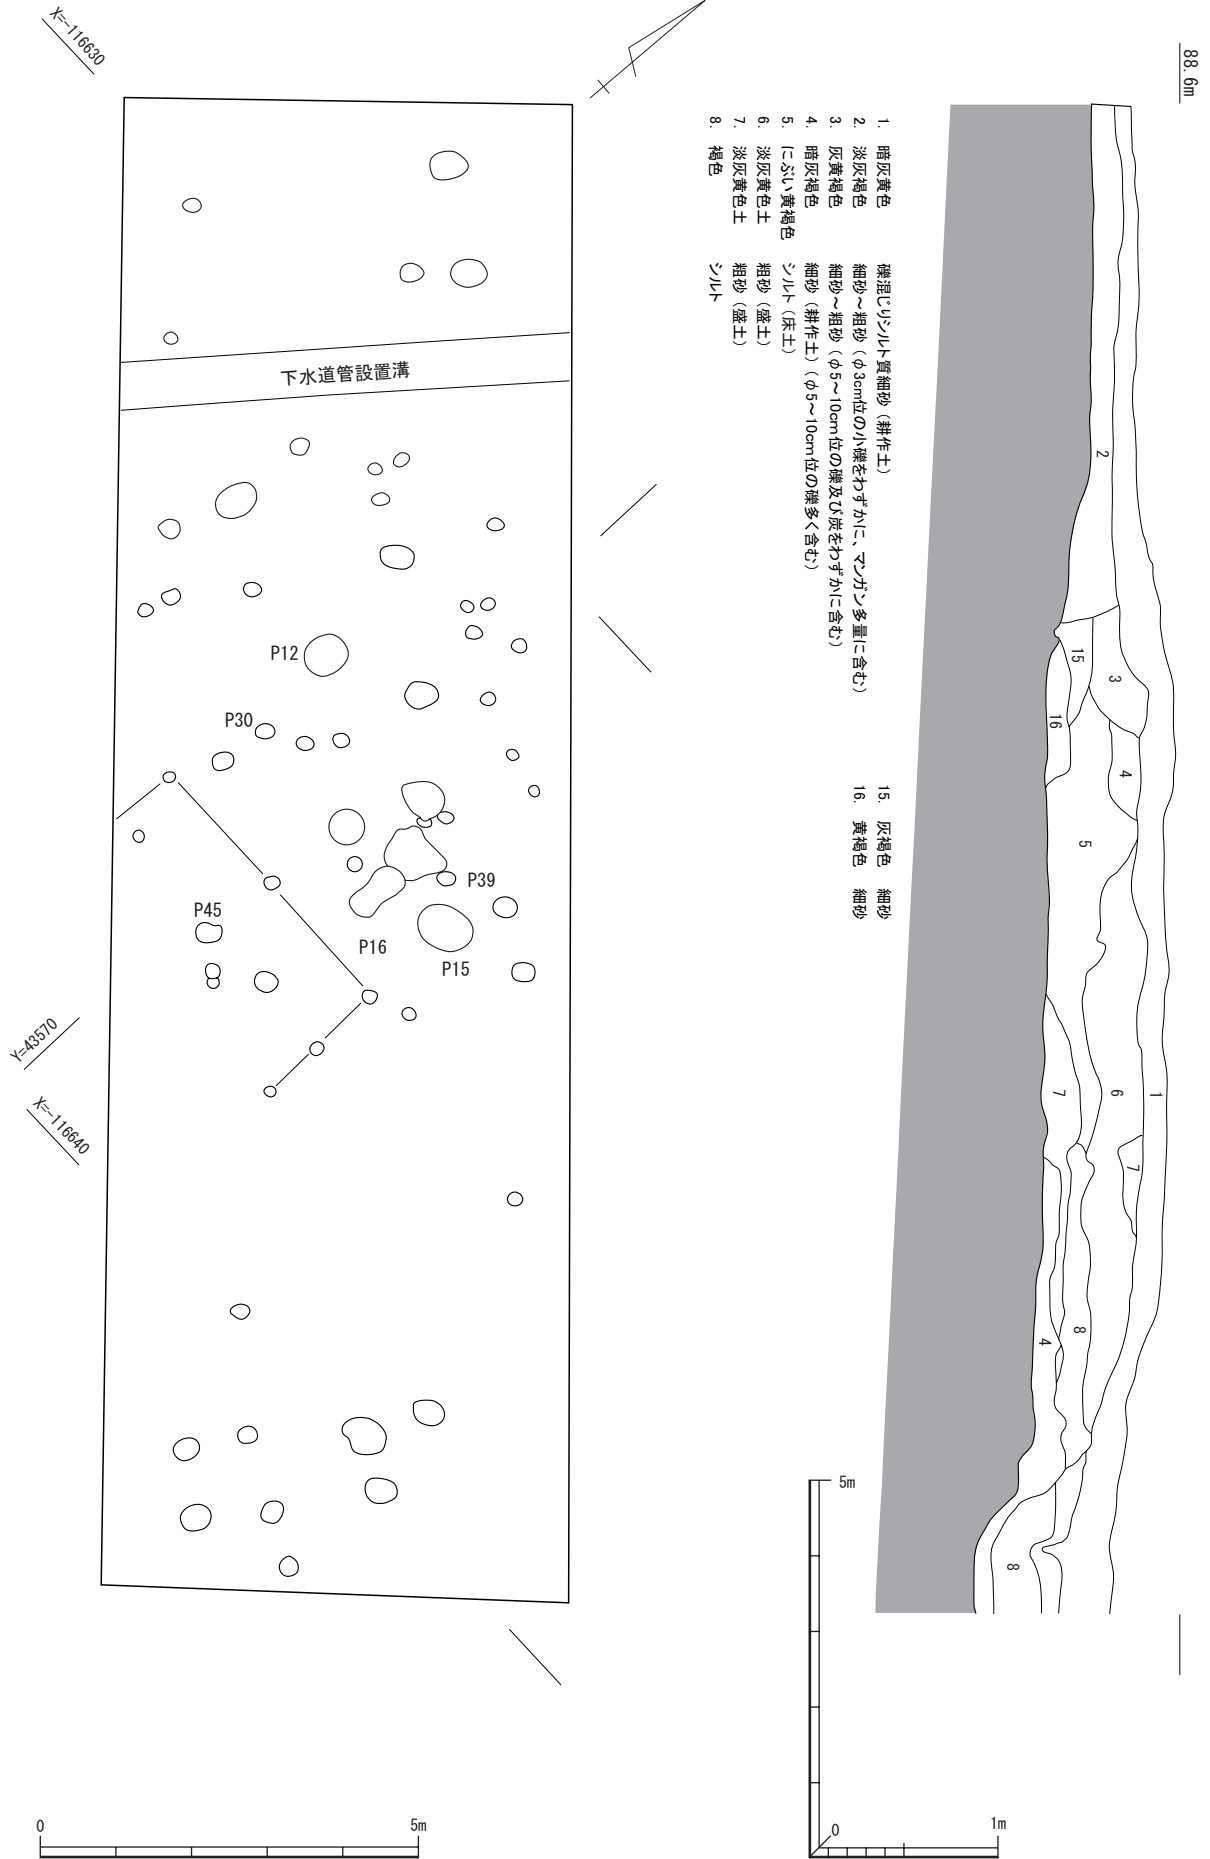 X=-116630
88.6m
1. 暗灰黄色 礫混じりシルト質細砂（耕作土）
2. 淡灰褐色 細砂～粗砂（φ3cm位の小礫をわずかに、マンガン多量に含む）
3. 灰黄褐色 細砂～粗砂（φ5～10cm位の礫及び炭をわずかに含む）
4. 暗灰褐色 細砂（耕作土）（φ5～10cm位の礫多く含む）
5. にぶい黄褐色 シルト（床土）
6. 淡灰黄色土 粗砂（盛土）
7. 淡灰黄色土 粗砂（盛土）
8. 褐色 シルト
15. 灰褐色 細砂
16. 黄褐色 細砂
下水道管設置溝
P12
P30
P39
P45
P16
P15
Y=43570
X=-116640
2
15
3
16
4
5
7
6
1
7
4
8
8
5m
0
1m
0
5m